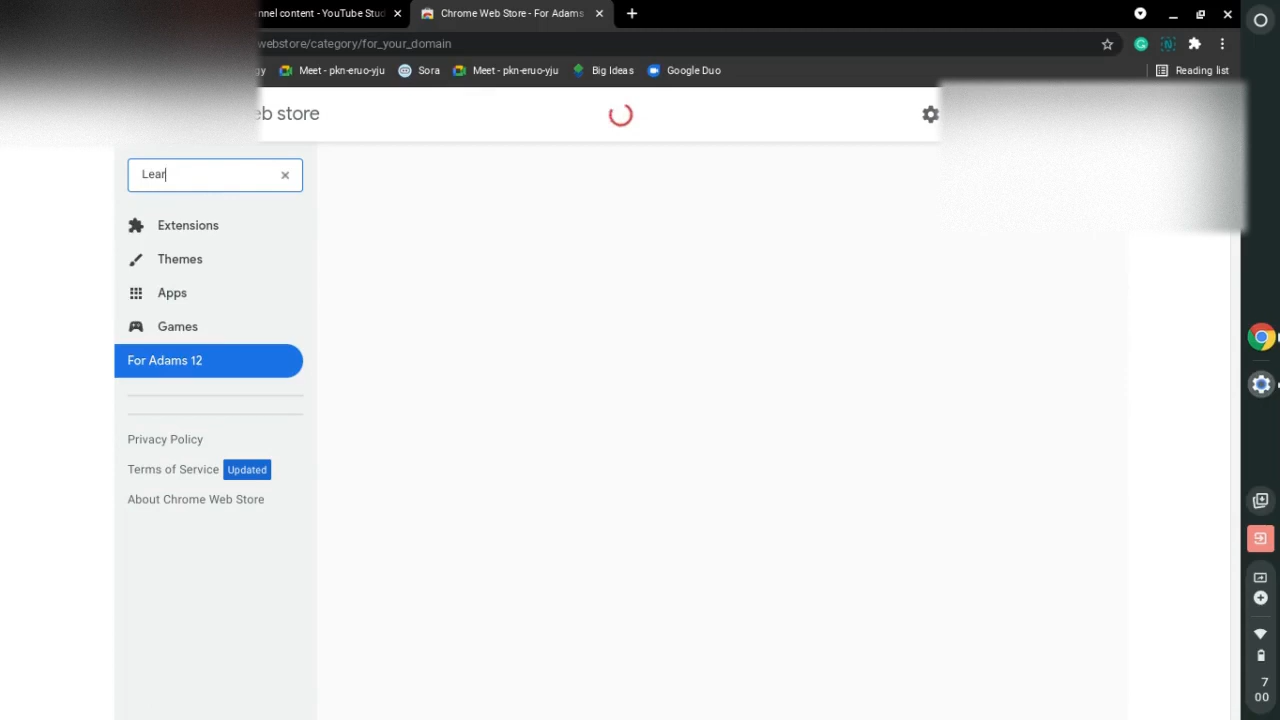 nnel content - YouTube Stud
Chrome Web Store - For Adams
webstore/category/for_your_domain
gy
Meet - pkn-eruo-yju
Sora
Meet - pkn-eruo-yju
Big Ideas
Google Duo
Reading list
eb store
Lear
Extensions
Themes
Apps
Games
For Adams 12
Privacy Policy
Terms of Service Updated
About Chrome Web Store
7
00